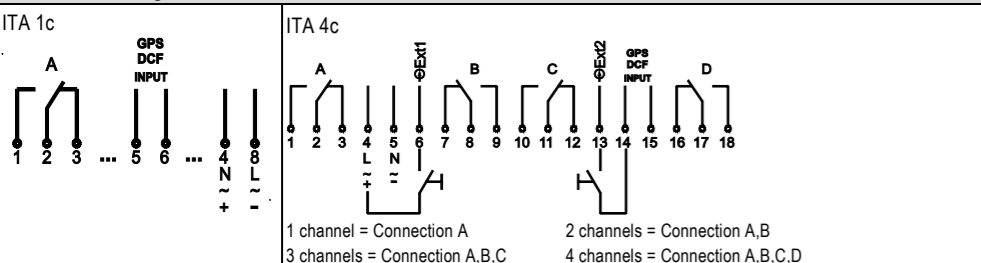 ITA 1c
GPS
DCF
INPUT
A
1 2 3 ... 5 6 ... 4 8
N L
~ ~
+ -
ITA 4c
A ⊕Ext1 B C ⊕Ext2 GPS DCF INPUT D
1 2 3 4 5 6 7 8 9 10 11 12 13 14 15 16 17 18
L N
~ ~
+ -
1 channel = Connection A
2 channels = Connection A,B
3 channels = Connection A,B,C
4 channels = Connection A,B,C,D